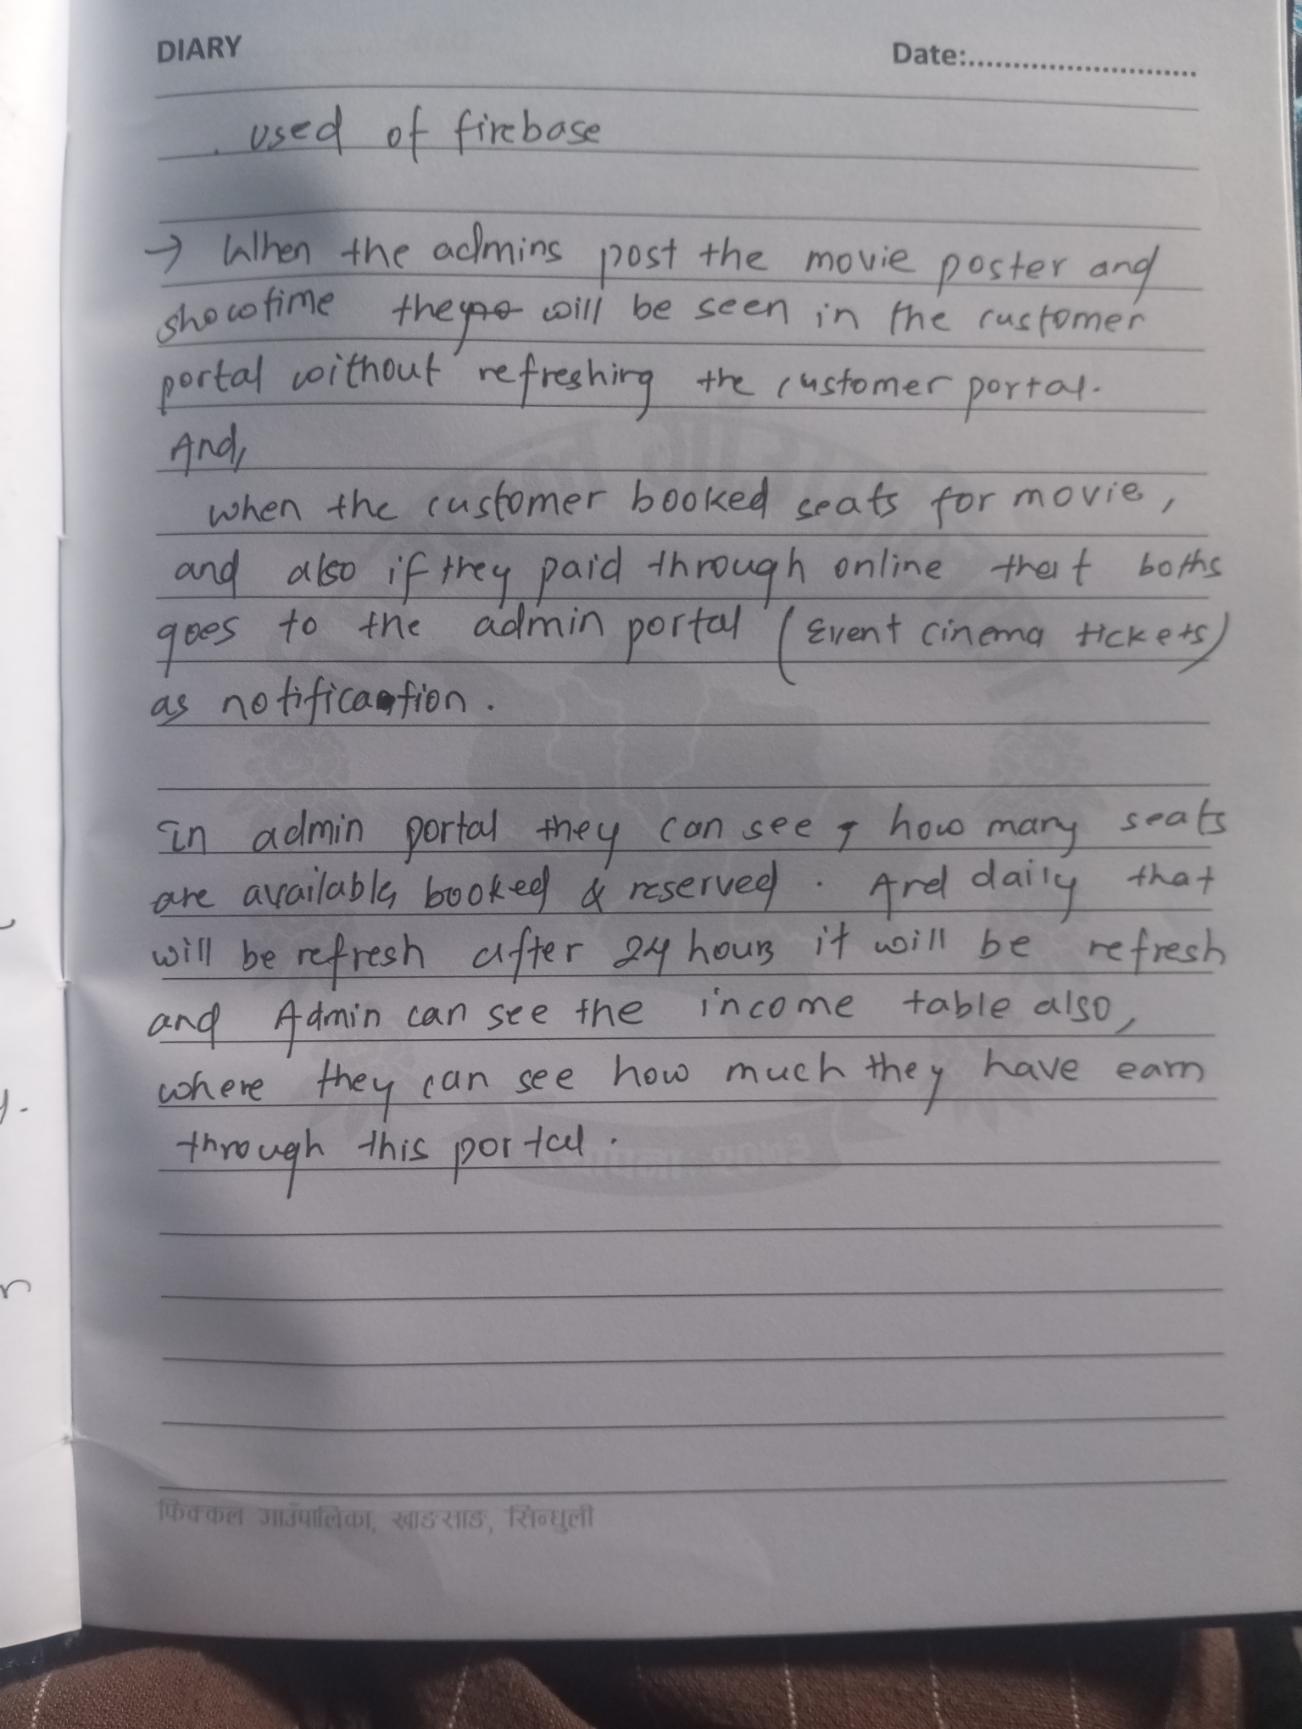 DIARY
Date:..............................
. used of firebase
→ When the admins post the movie poster and
showtime they will be seen in the customer
portal without refreshing the customer portal.
And,
when the customer booked seats for movie,
and also if they paid through online that boths
goes to the admin portal (Event cinema tickets)
as notification.
In admin portal they can see, how many seats
are available, booked & reserved. And daily that
will be refresh after 24 hours it will be refresh
and Admin can see the income table also,
where they can see how much they have earn
through this portal.
फिक्कल गाउँपालिका, खाङसाङ, सिन्धुली